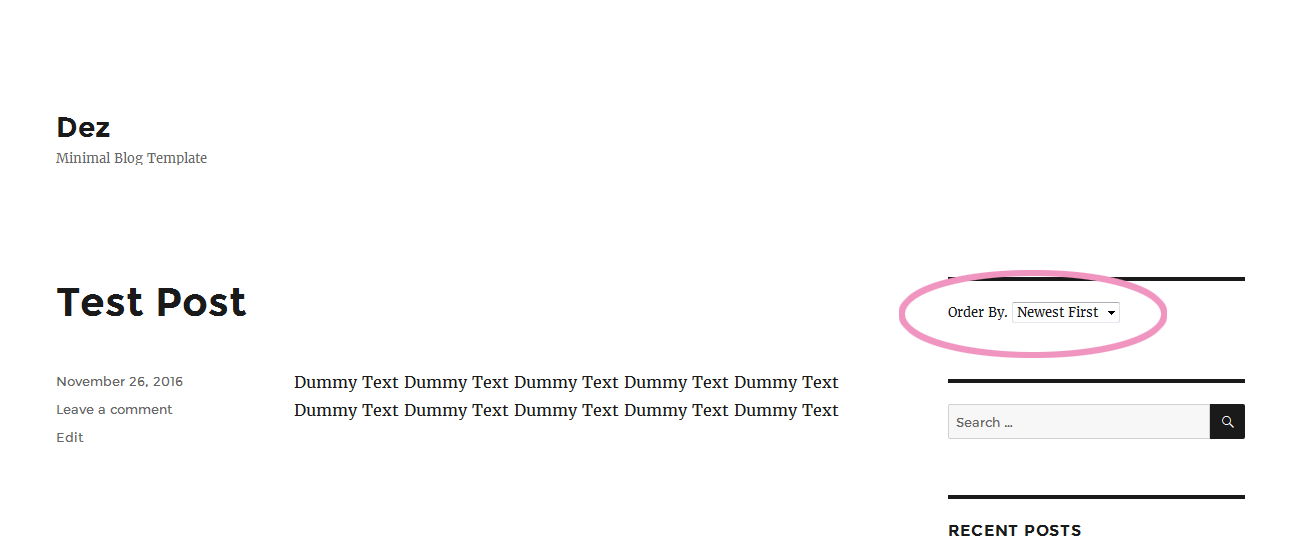 Dez
Minimal Blog Template
Test Post
November 26, 2016
Leave a comment
Edit
Dummy Text Dummy Text Dummy Text Dummy Text Dummy Text
Dummy Text Dummy Text Dummy Text Dummy Text Dummy Text
Order By. Newest First
Search ...
RECENT POSTS